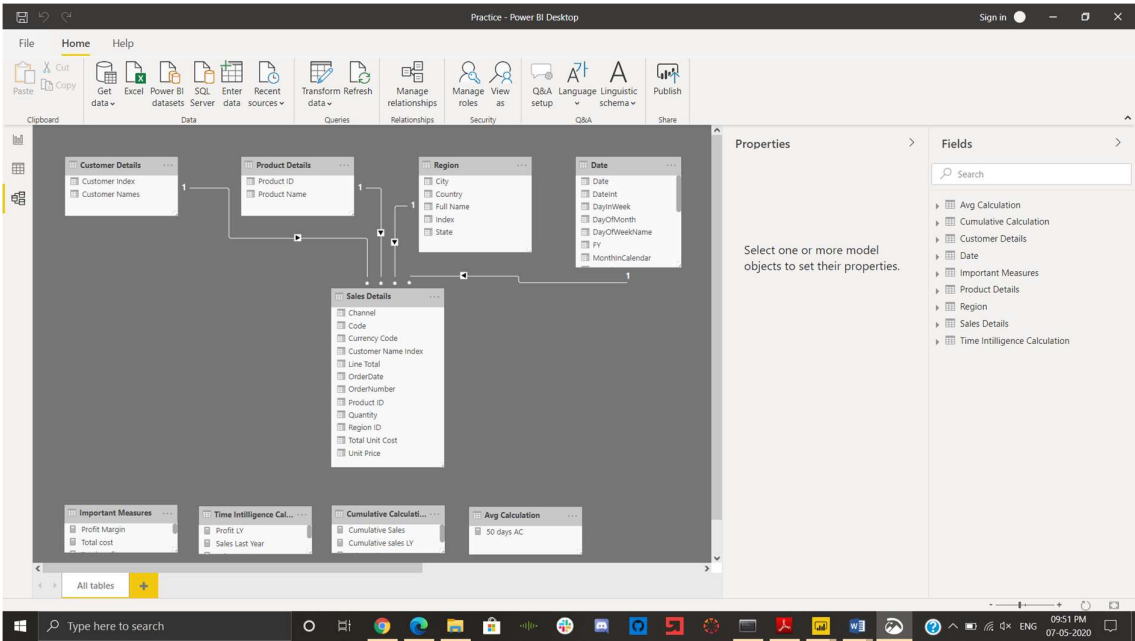 Practice - Power BI Desktop
Sign in
File Home Help
Paste
Cut
Copy
Get data
Excel
Power BI datasets
SQL Server
Enter data
Recent sources
Transform data
Refresh
Manage relationships
Manage roles
View as
Q&A setup
Language
Linguistic schema
Publish
Clipboard
Data
Queries
Relationships
Security
Q&A
Share
Customer Details
Customer Index
Customer Names
1
Product Details
Product ID
Product Name
1
Region
City
Country
Full Name
Index
State
1
Date
Date
DateInt
DayInWeek
DayOfMonth
DayOfWeekName
FY
MonthInCalendar
1
* * * *
Sales Details
Channel
Code
Currency Code
Customer Name Index
Line Total
OrderDate
OrderNumber
Product ID
Quantity
Region ID
Total Unit Cost
Unit Price
Important Measures
Profit Margin
Total cost
Time Intilligence Cal...
Profit LY
Sales Last Year
Cumulative Calculati...
Cumulative Sales
Cumulative sales LY
Avg Calculation
50 days AC
Properties
Select one or more model
objects to set their properties.
Fields
Search
Avg Calculation
Cumulative Calculation
Customer Details
Date
Important Measures
Product Details
Region
Sales Details
Time Intilligence Calculation
All tables
Type here to search
ENG
09:51 PM
07-05-2020